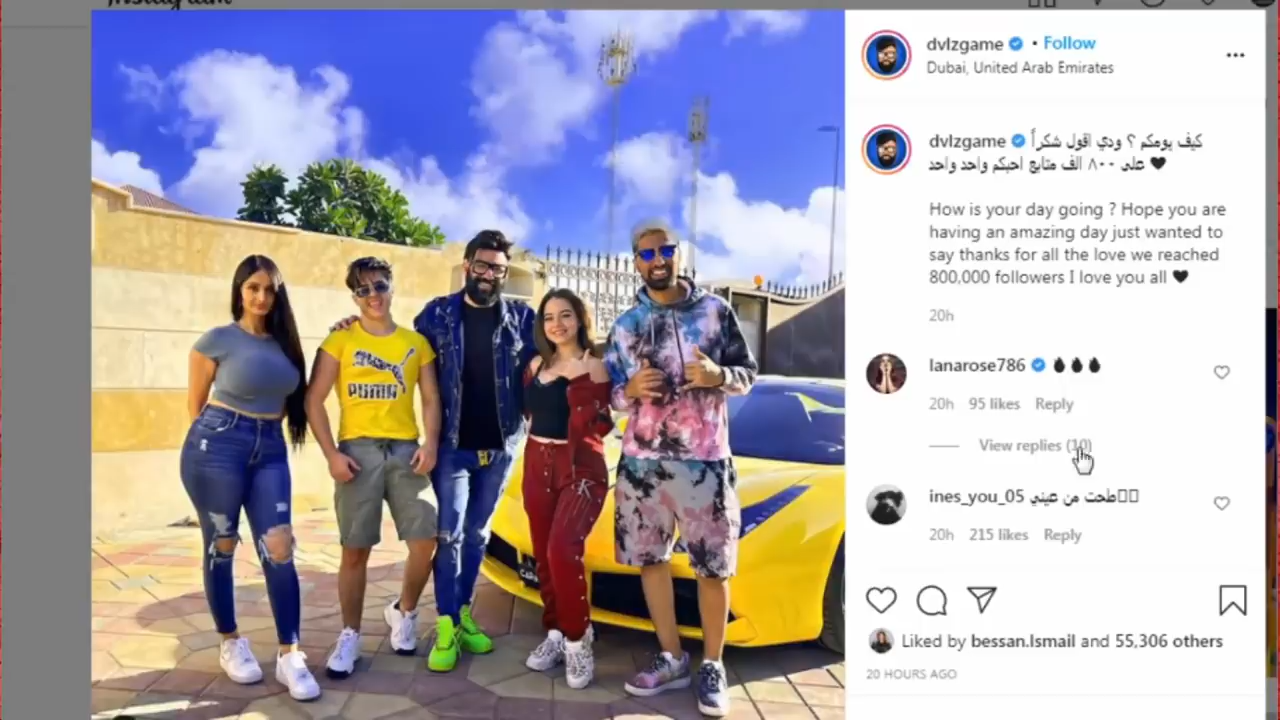 Instagram
PUMA
dvlzgame • Follow
Dubai, United Arab Emirates
dvlzgame كيف يومكم ؟ ودي اقول شكراً
على ٨٠٠ الف متابع احبكم واحد واحد 🖤
How is your day going ? Hope you are
having an amazing day just wanted to
say thanks for all the love we reached
800,000 followers I love you all 🖤
20h
lanarose786
20h 95 likes Reply
View replies (10)
ines_you_05 طحت من عيني
20h 215 likes Reply
Liked by bessan.Ismail and 55,306 others
20 HOURS AGO